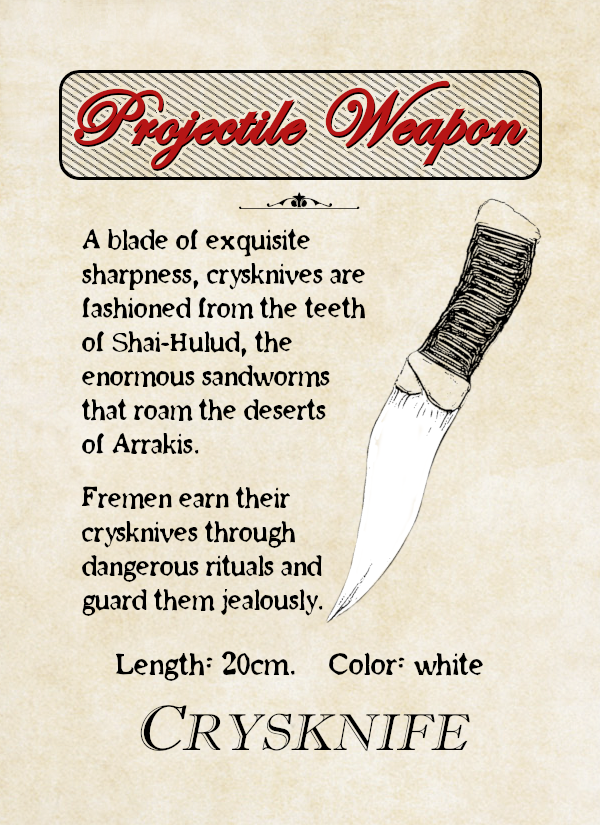 Projectile Weapon
A blade of exquisite
sharpness, crysknives are
fashioned from the teeth
of Shai-Hulud, the
enormous sandworms
that roam the deserts
of Arrakis.
Fremen earn their
crysknives through
dangerous rituals and
guard them jealously.
Length: 20cm. Color: white
CRYSKNIFE